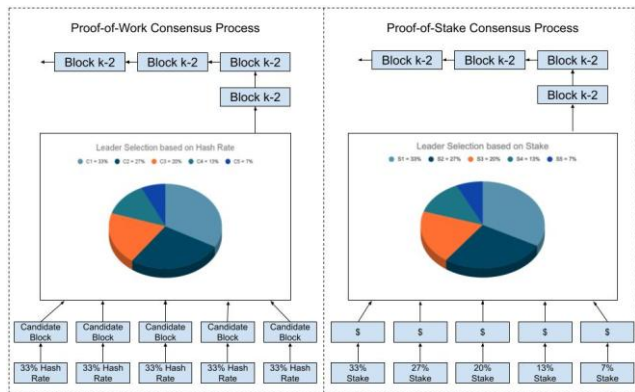 Proof-of-Work Consensus Process
Block k-2
Block k-2
Block k-2
Block k-2
Leader Selection based on Hash Rate
C1 = 23% C2 = 27% C3 = 20% C4 = 13% C5 = 7%
Candidate
Block
Candidate
Block
Candidate
Block
Candidate
Block
Candidate
Block
33% Hash
Rate
33% Hash
Rate
33% Hash
Rate
33% Hash
Rate
33% Hash
Rate
Proof-of-Stake Consensus Process
Block k-2
Block k-2
Block k-2
Block k-2
Leader Selection based on Stake
S1 = 33% S2 = 27% S3 = 20% S4 = 13% S5 = 7%
$
$
$
$
$
33%
Stake
27%
Stake
20%
Stake
13%
Stake
7%
Stake